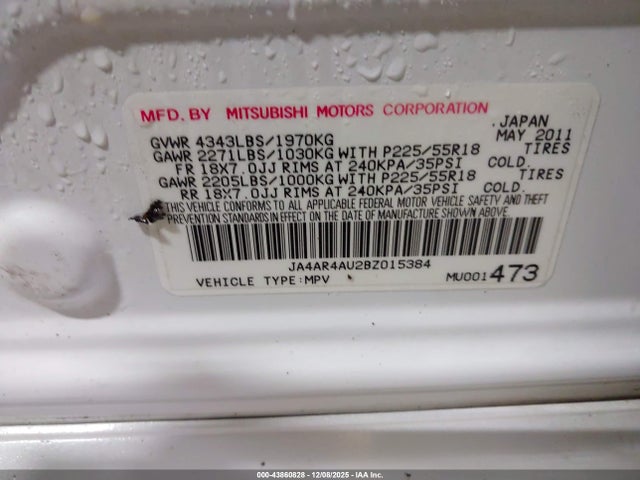 MFD. BY MITSUBISHI MOTORS CORPORATION
JAPAN
GVWR 4343LBS/1970KG MAY 2011
GAWR 2271LBS/1030KG WITH P225/55R18 TIRES
FR 18X7.0JJ RIMS AT 240KPA/35PSI COLD.
GAWR 2205LBS/1000KG WITH P225/55R18 TIRES
RR 18X7.0JJ RIMS AT 240KPA/35PSI COLD.
THIS VEHICLE CONFORMS TO ALL APPLICABLE FEDERAL MOTOR VEHICLE SAFETY AND THEFT
PREVENTION STANDARDS IN EFFECT ON THE DATE OF MANUFACTURE SHOWN ABOVE.
JA4AR4AU2BZ015384
VEHICLE TYPE:MPV MU001473
000-43860828 - 12/08/2025 - IAA Inc.